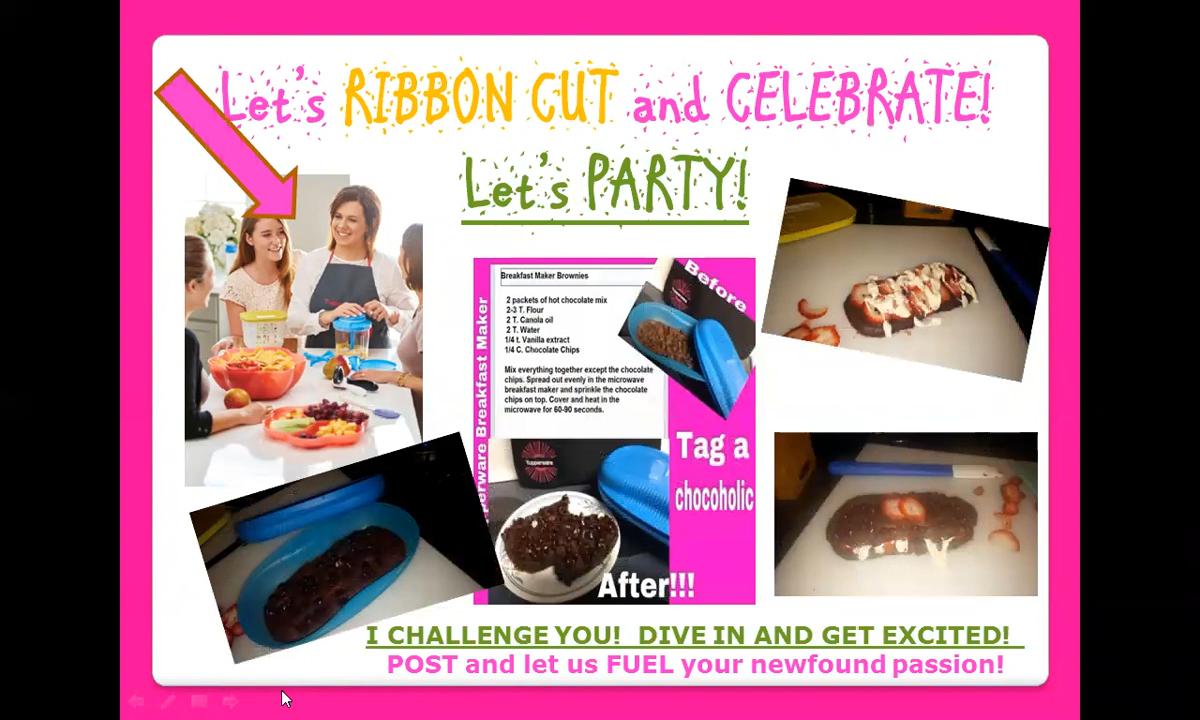 Let's RIBBON CUT and CELEBRATE!
Let's PARTY!
Breakfast Maker Brownies
2 packets of hot chocolate mix
2-3 T. Flour
2 T. Canola oil
2 T. Water
1/4 t. Vanilla extract
1/4 C. Chocolate Chips
Mix everything together except the chocolate
chips. Spread out evenly in the microwave
breakfast maker and sprinkle the chocolate
chips on top. Cover and heat in the
microwave for 60-90 seconds.
Before
perware Breakfast Maker
Tag a
chocoholic
Tupperware
After!!!
I CHALLENGE YOU! DIVE IN AND GET EXCITED!
POST and let us FUEL your newfound passion!